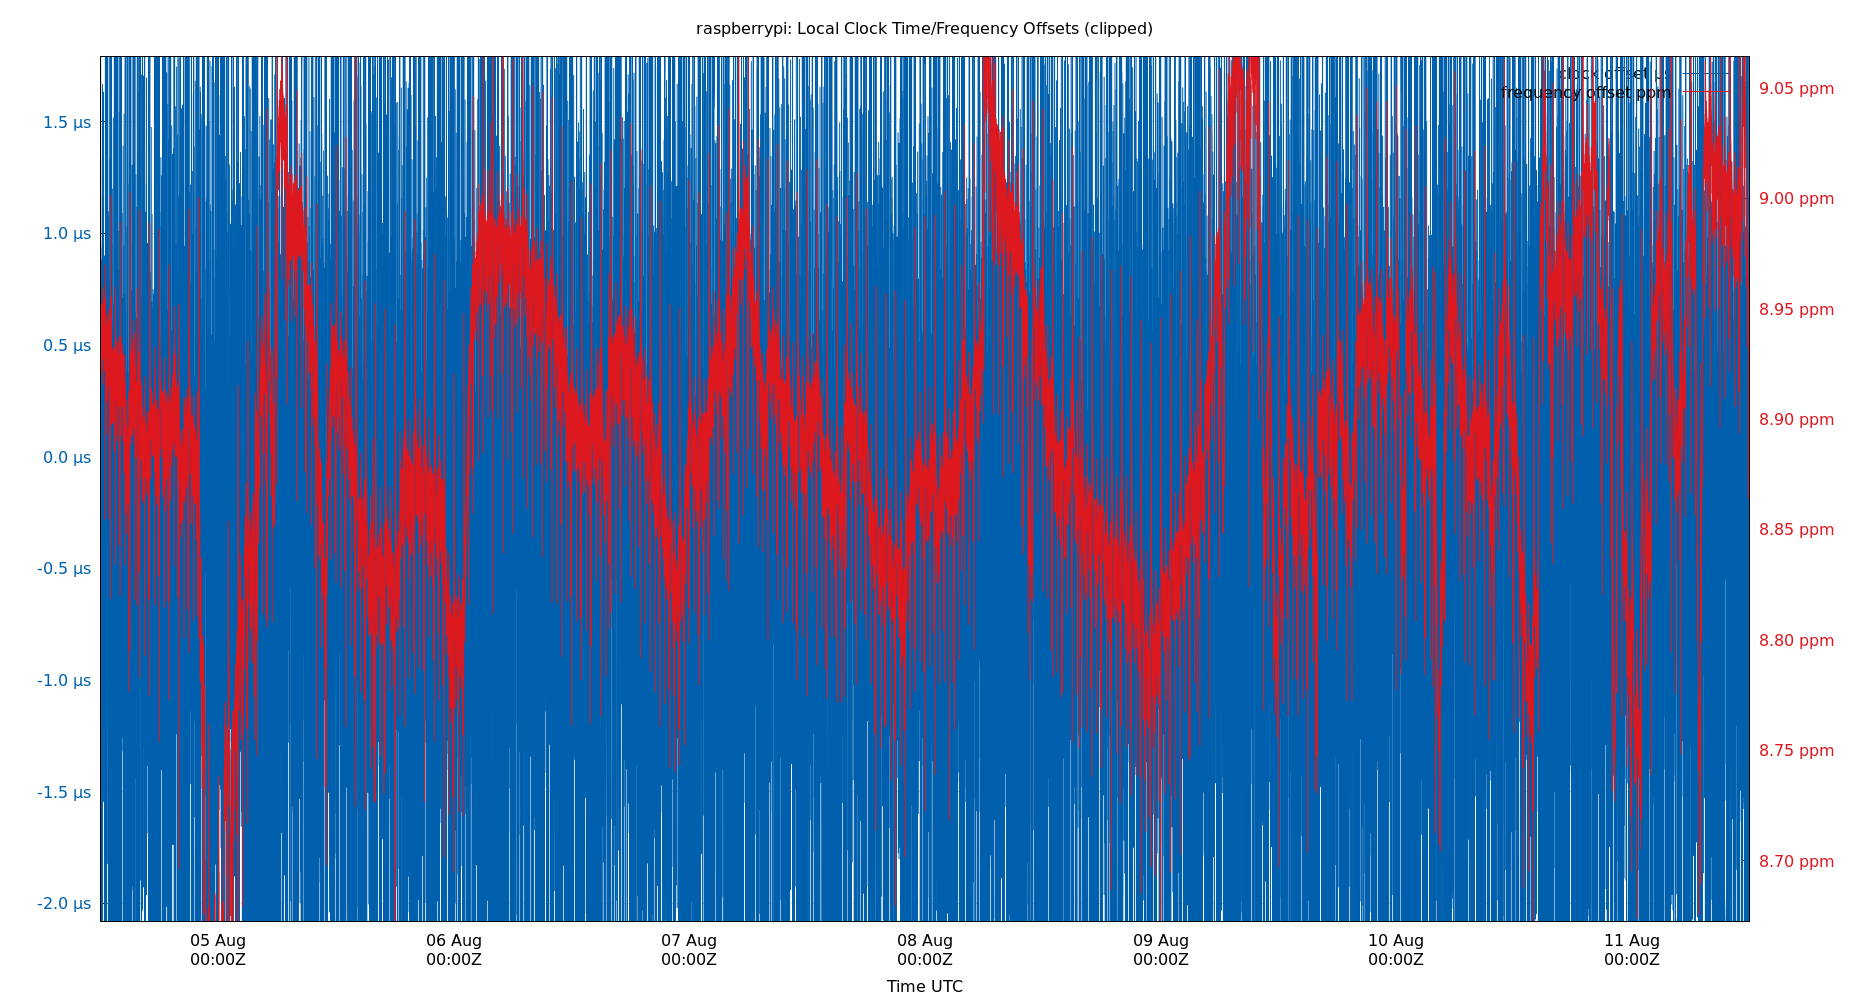 raspberrypi: Local Clock Time/Frequency Offsets (clipped)
clock offset µs
frequency offset ppm
1.5 µs
1.0 µs
0.5 µs
0.0 µs
-0.5 µs
-1.0 µs
-1.5 µs
-2.0 µs
9.05 ppm
9.00 ppm
8.95 ppm
8.90 ppm
8.85 ppm
8.80 ppm
8.75 ppm
8.70 ppm
05 Aug
00:00Z
06 Aug
00:00Z
07 Aug
00:00Z
08 Aug
00:00Z
09 Aug
00:00Z
10 Aug
00:00Z
11 Aug
00:00Z
Time UTC